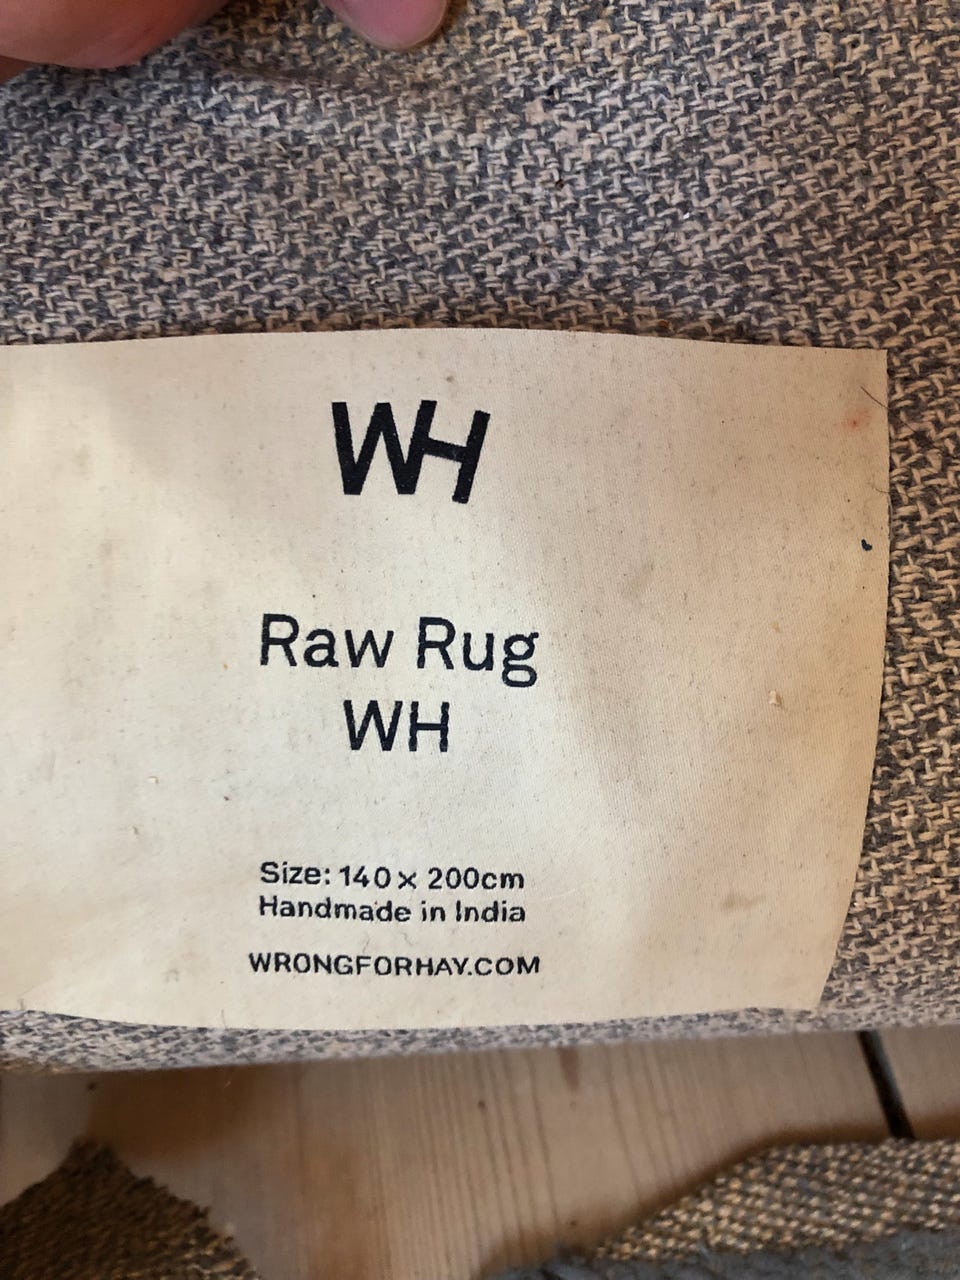 WH
Raw Rug
WH
Size: 140 x 200cm
Handmade in India
WRONGFORHAY.COM